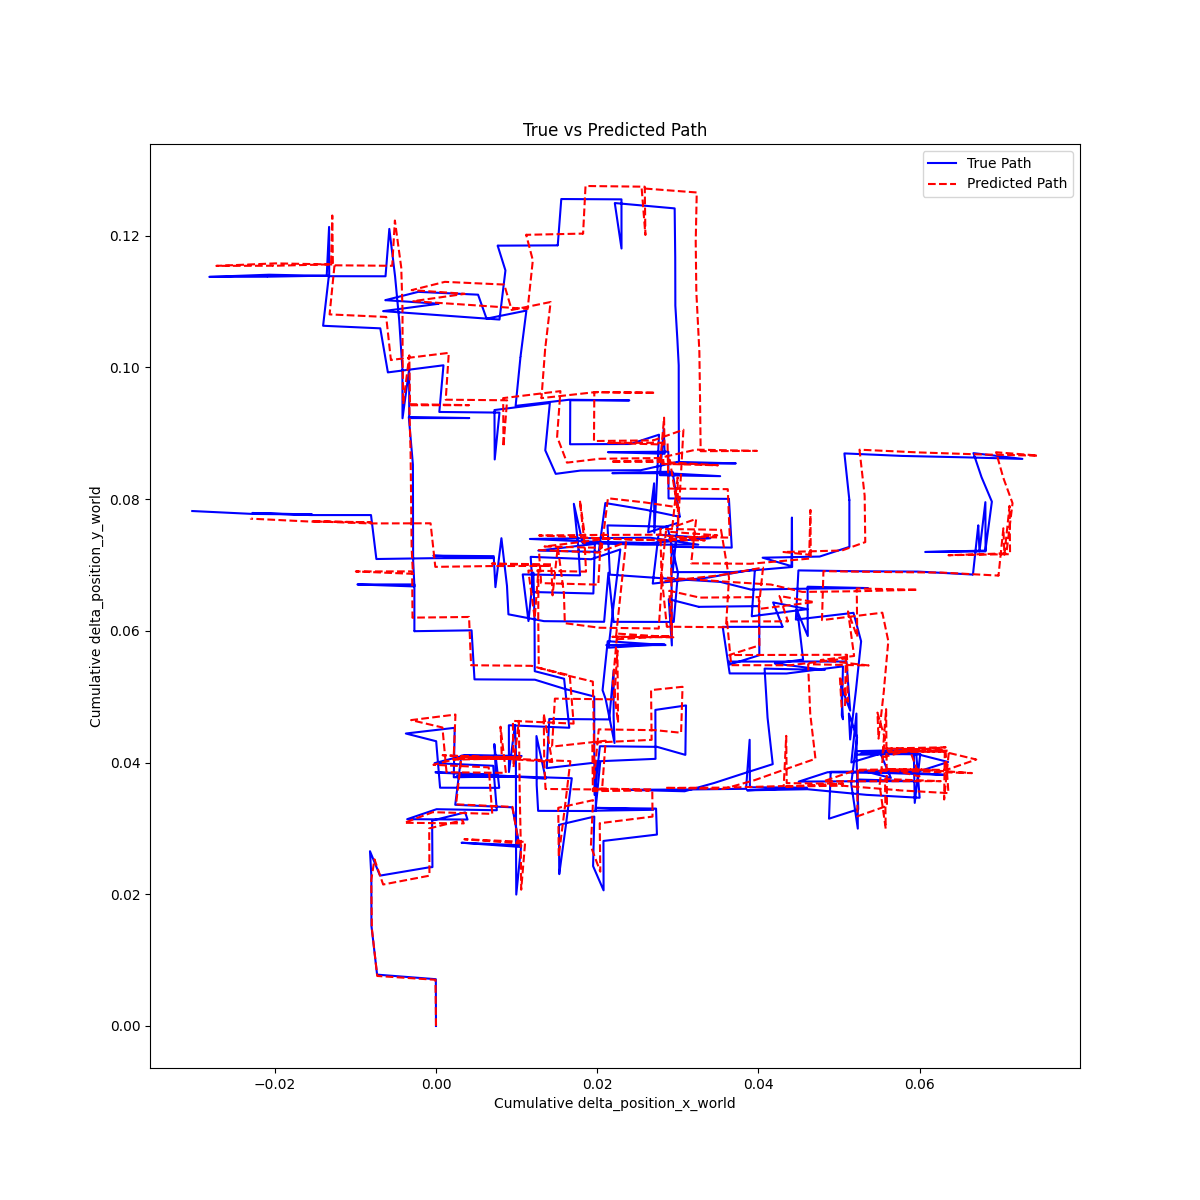 True vs Predicted Path
True Path
Predicted Path
0.12
0.10
0.08
0.06
0.04
0.02
0.00
Cumulative delta_position_y_world
−0.02
0.00
0.02
0.04
0.06
Cumulative delta_position_x_world